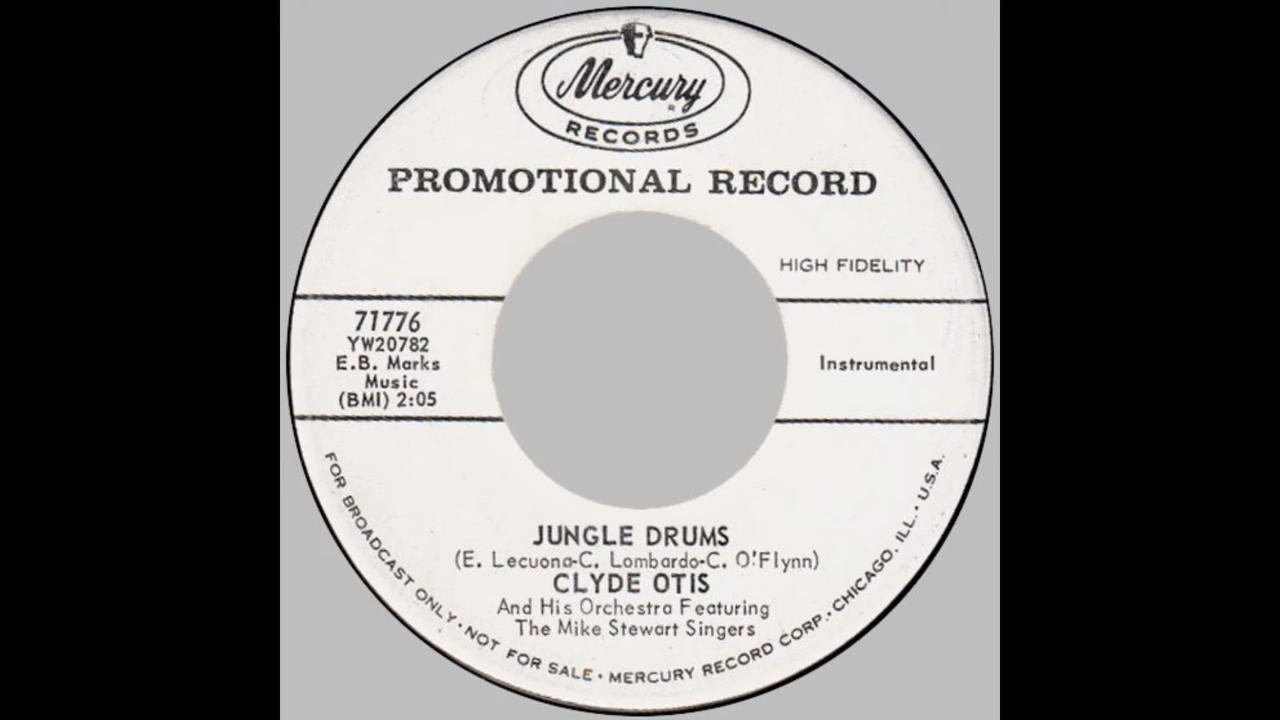 Mercury
RECORDS
PROMOTIONAL RECORD
HIGH FIDELITY
71776
YW20782
E.B. Marks
Music
(BMI) 2:05
Instrumental
JUNGLE DRUMS
(E. Lecuona-C. Lombardo-C. O'Flynn)
CLYDE OTIS
And His Orchestra Featuring
The Mike Stewart Singers
FOR BROADCAST ONLY • NOT FOR SALE • MERCURY RECORD CORP. • CHICAGO, ILL. • U.S.A.